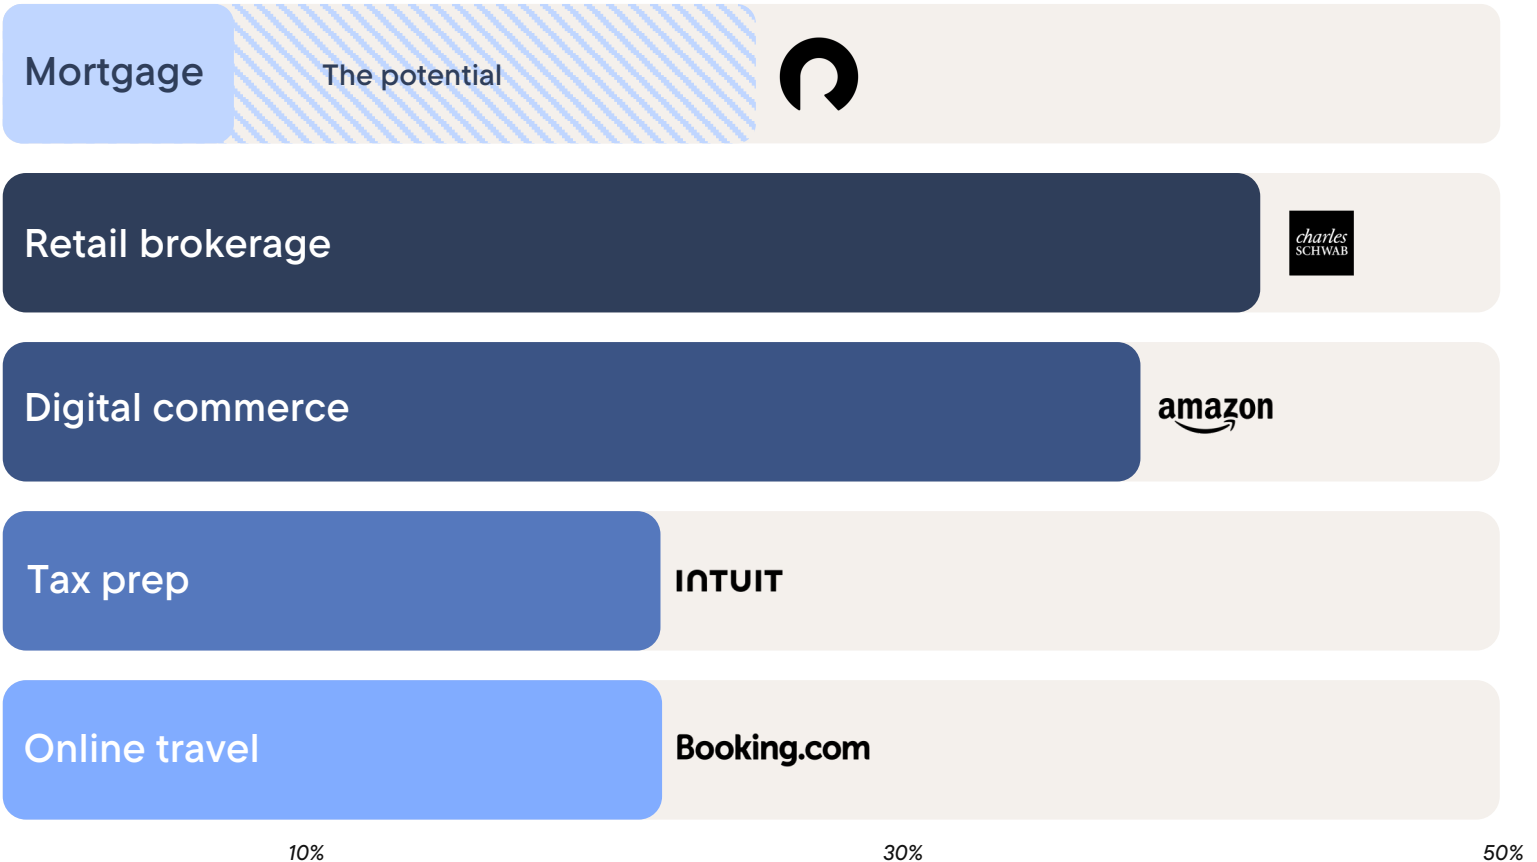 Mortgage
The potential
Retail brokerage
charles
SCHWAB
Digital commerce
amazon
Tax prep
INTUIT
Online travel
Booking.com
10%
30%
50%